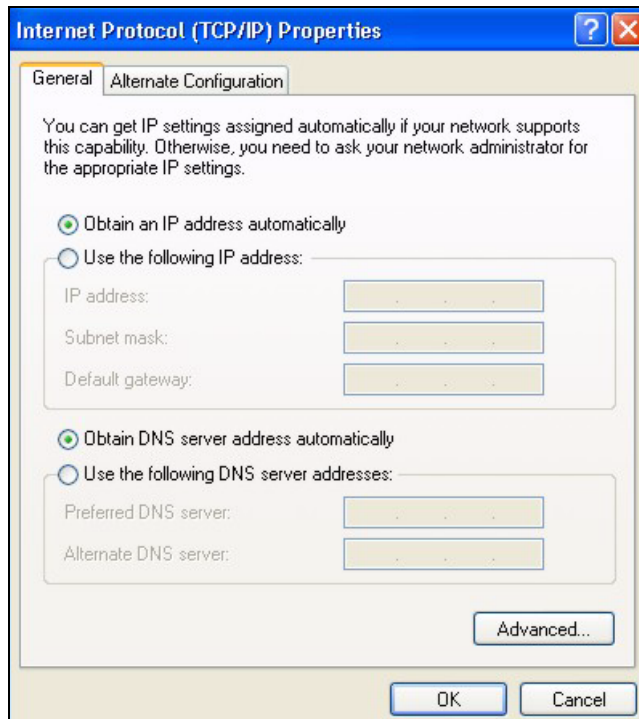 Internet Protocol (TCP/IP) Properties
General
Alternate Configuration
You can get IP settings assigned automatically if your network supports
this capability. Otherwise, you need to ask your network administrator for
the appropriate IP settings.
Obtain an IP address automatically
Use the following IP address:
IP address:
Subnet mask:
Default gateway:
Obtain DNS server address automatically
Use the following DNS server addresses:
Preferred DNS server:
Alternate DNS server:
Advanced...
OK
Cancel